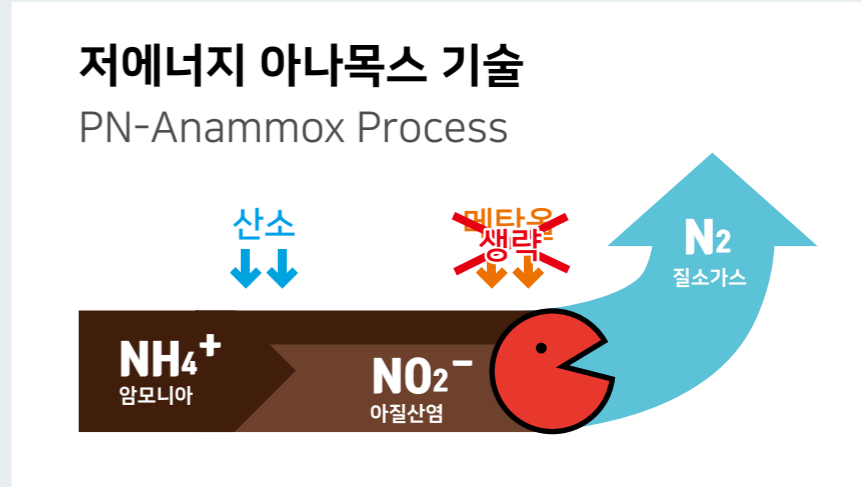 저에너지 아나목스 기술
PN-Anammox Process
산소
메타올
생략
N2
질소가스
NH4+
암모니아
NO2-
아질산염